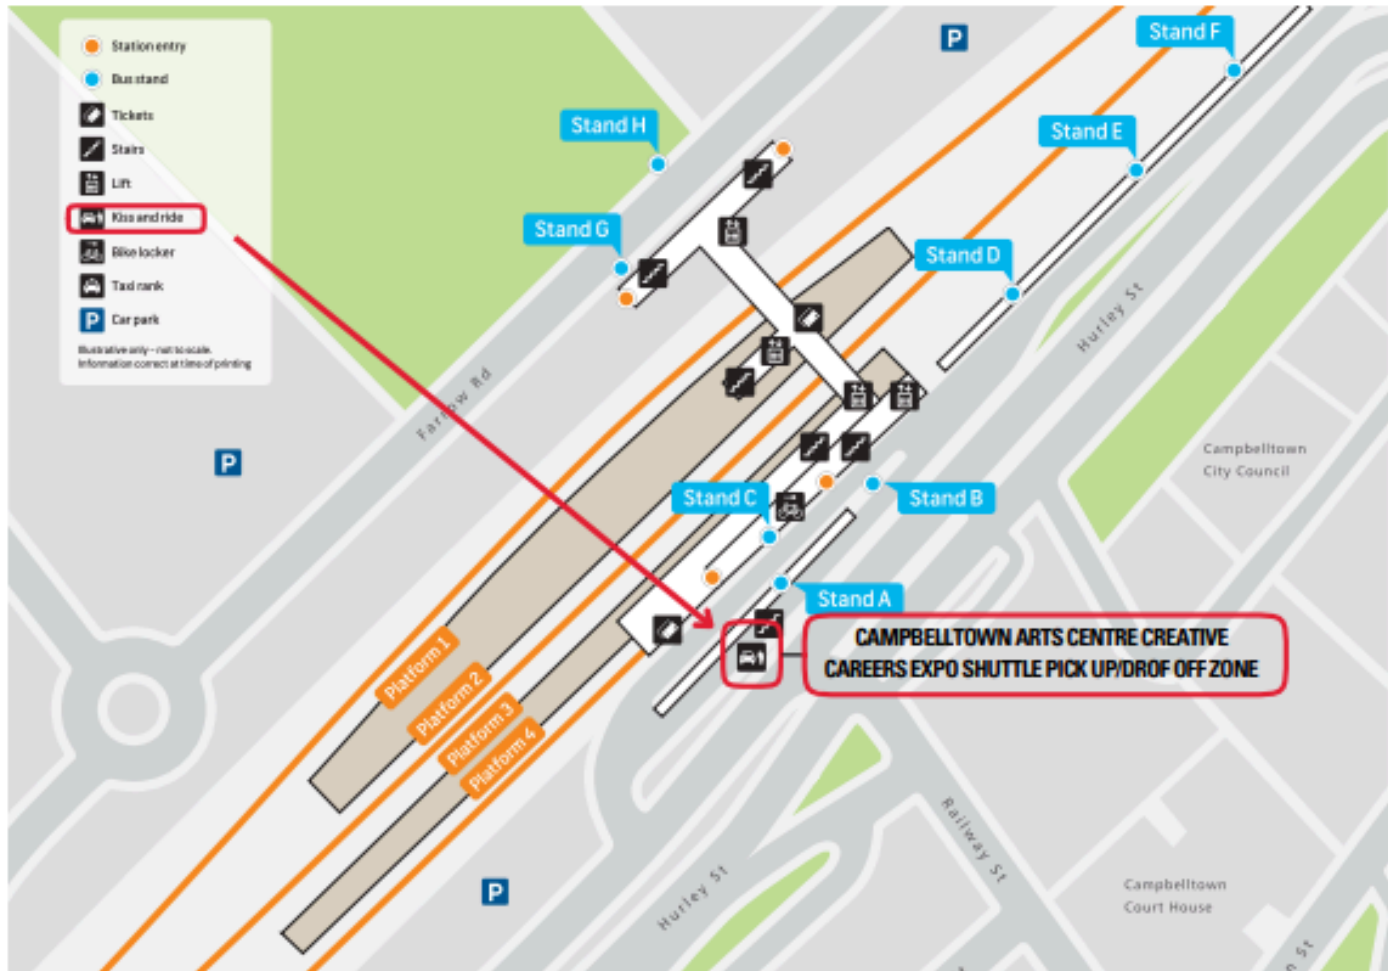 Station entry
Bus stand
Tickets
Stairs
Lift
Kiss and ride
Bike locker
Taxi rank
P Car park
Illustrative only – not to scale.
Information correct at time of printing
P
Stand F
Stand H
Stand E
Stand G
Stand D
Hurley St
Farrow Rd
P
Campbelltown
City Council
Stand C
Stand B
Stand A
CAMPBELLTOWN ARTS CENTRE CREATIVE
CAREERS EXPO SHUTTLE PICK UP/DROF OFF ZONE
Platform 1
Platform 2
Platform 3
Platform 4
Railway St
P
Hurley St
Campbelltown
Court House
n St